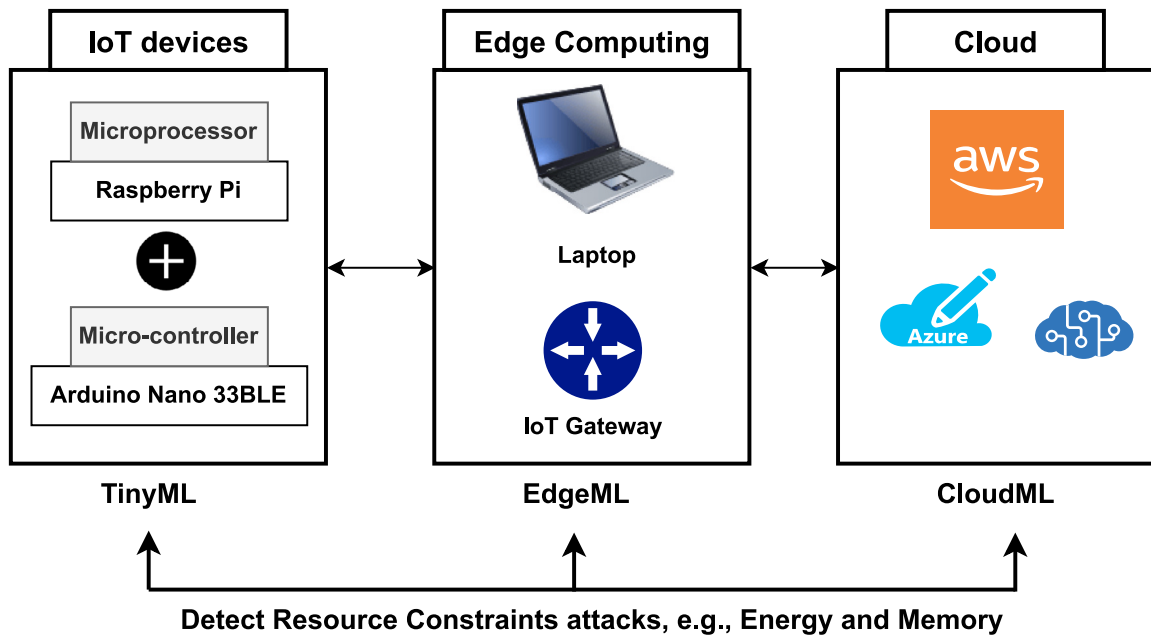 IoT devices
Microprocessor
Raspberry Pi
Micro-controller
Arduino Nano 33BLE
TinyML
Edge Computing
Laptop
IoT Gateway
EdgeML
Cloud
aws
Azure
CloudML
Detect Resource Constraints attacks, e.g., Energy and Memory